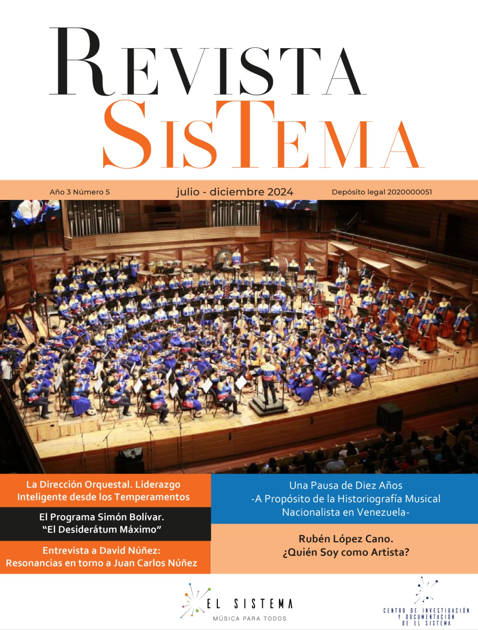 REVISTA
SISTEMA
Año 3 Número 5
julio - diciembre 2024
Depósito legal 2020000051
La Dirección Orquestal. Liderazgo
Inteligente desde los Temperamentos
El Programa Simón Bolívar.
“El Desiderátum Máximo”
Entrevista a David Núñez:
Resonancias en torno a Juan Carlos Núñez
Una Pausa de Diez Años
-A Propósito de la Historiografía Musical
Nacionalista en Venezuela-
Rubén López Cano.
¿Quién Soy como Artista?
EL SISTEMA
MÚSICA PARA TODOS
CENTRO DE INVESTIGACIÓN
Y DOCUMENTACIÓN
DE EL SISTEMA